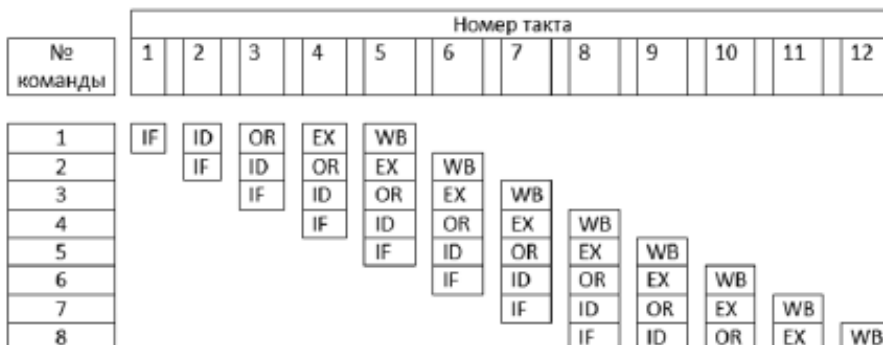 Номер такта
№ команды 1 2 3 4 5 6 7 8 9 10 11 12
1 IF ID OR EX WB
2 IF ID OR EX WB
3 IF ID OR EX WB
4 IF ID OR EX WB
5 IF ID OR EX WB
6 IF ID OR EX WB
7 IF ID OR EX WB
8 IF ID OR EX WB